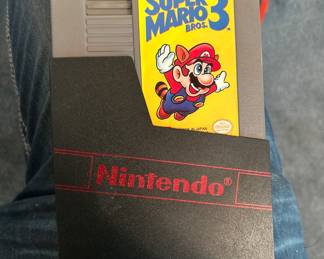 SUPER
MARIO 3
BROS.
Nintendo®